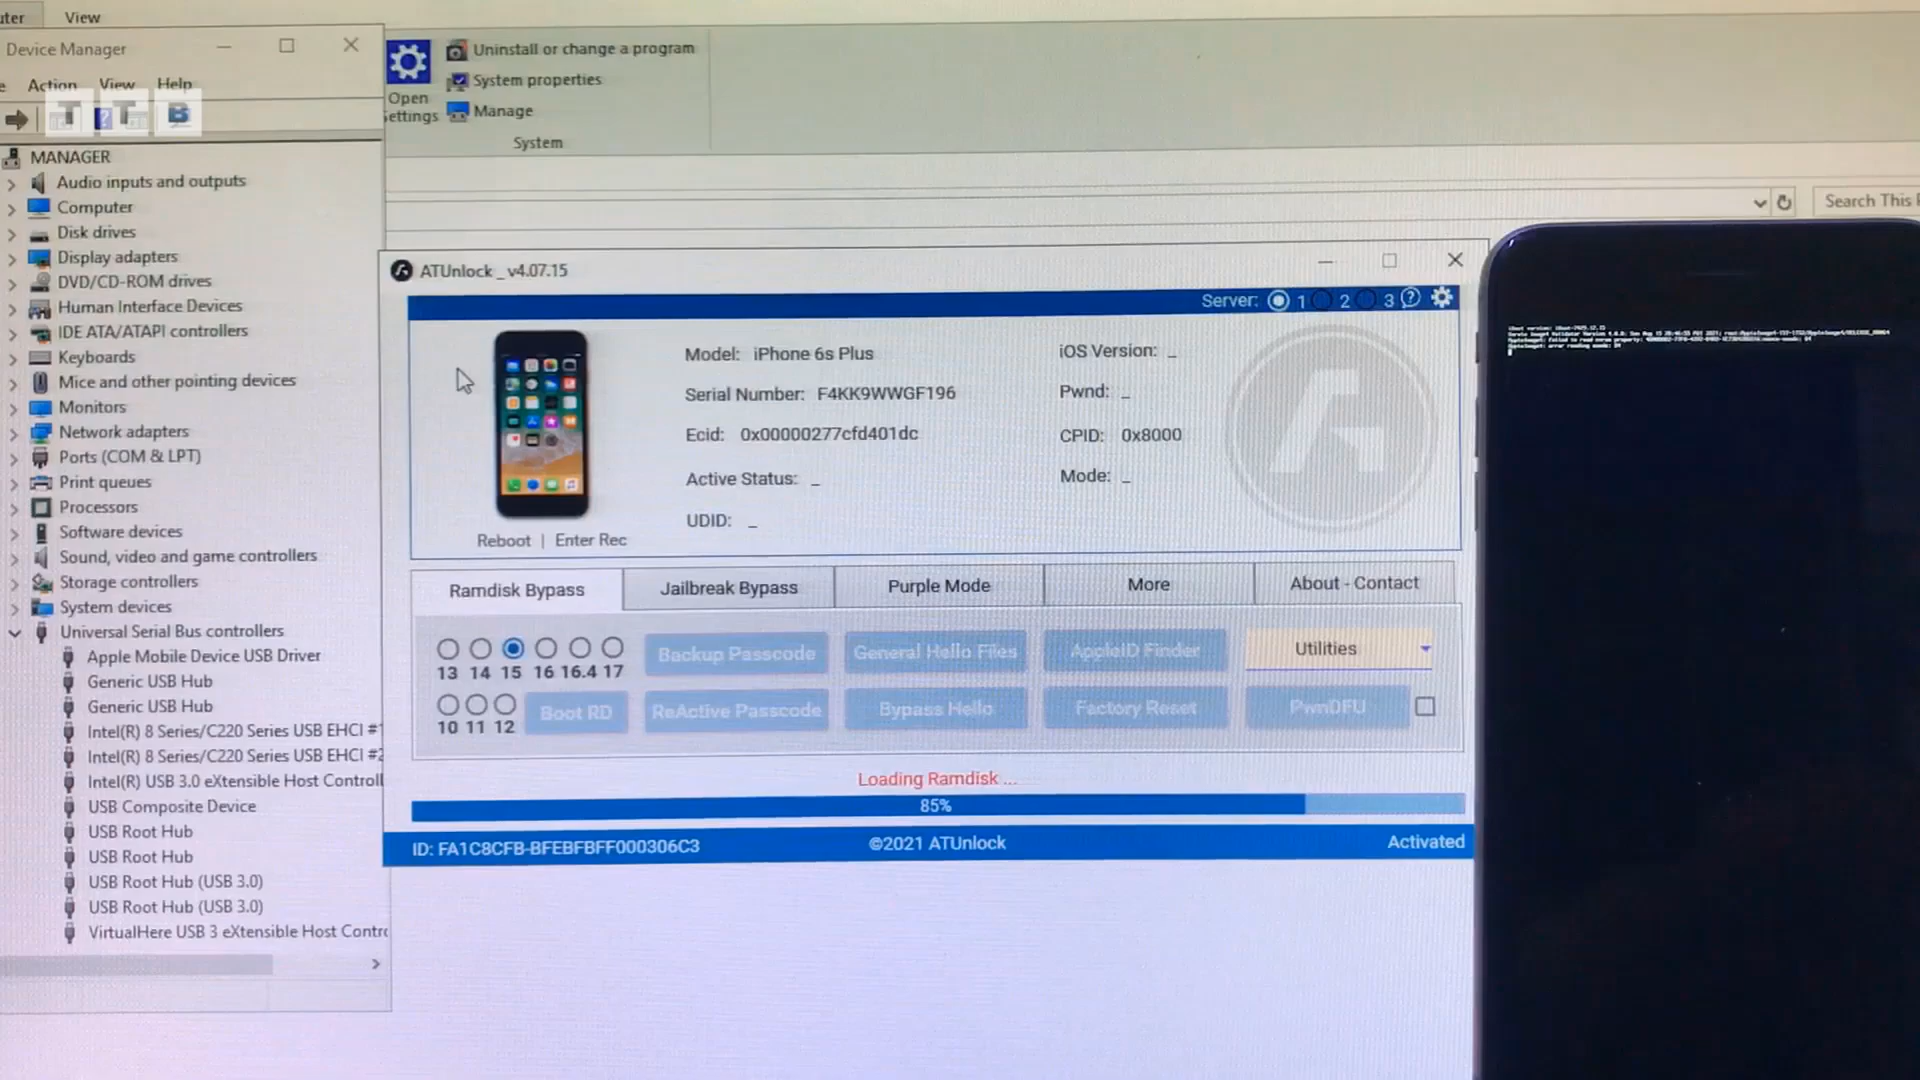 uter View
Device Manager
Action View Help
T T B
MANAGER
Audio inputs and outputs
Computer
Disk drives
Display adapters
DVD/CD-ROM drives
Human Interface Devices
IDE ATA/ATAPI controllers
Keyboards
Mice and other pointing devices
Monitors
Network adapters
Ports (COM & LPT)
Print queues
Processors
Software devices
Sound, video and game controllers
Storage controllers
System devices
Universal Serial Bus controllers
Apple Mobile Device USB Driver
Generic USB Hub
Generic USB Hub
Intel(R) 8 Series/C220 Series USB EHCI #1
Intel(R) 8 Series/C220 Series USB EHCI #2
Intel(R) USB 3.0 eXtensible Host Controll
USB Composite Device
USB Root Hub
USB Root Hub
USB Root Hub (USB 3.0)
USB Root Hub (USB 3.0)
VirtualHere USB 3 eXtensible Host Contro
Open
Settings
Uninstall or change a program
System properties
Manage
System
Search This P
ATUnlock _ v4.07.15
Server: 1 2 3
Model: iPhone 6s Plus
Serial Number: F4KK9WWGF196
Ecid: 0x00000277cfd401dc
Active Status: _
UDID: _
iOS Version: _
Pwnd: _
CPID: 0x8000
Mode: _
Reboot | Enter Rec
Ramdisk Bypass
Jailbreak Bypass
Purple Mode
More
About - Contact
13 14 15 16 16.4 17
10 11 12
Boot RD
Backup Passcode
General Hello Files
AppleID Finder
Utilities
ReActive Passcode
Bypass Hello
Factory Reset
PwnDFU
Loading Ramdisk ...
85%
ID: FA1C8CFB-BFEBFBFF000306C3
©2021 ATUnlock
Activated